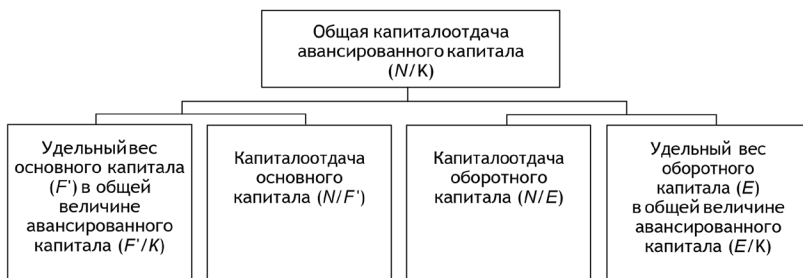 Общая капиталоотдача
авансированного капитала
(N/K)
Удельный вес
основного капитала
(F') в общей
величине
авансированного
капитала (F'/K)
Капиталоотдача
основного
капитала (N/F')
Капиталоотдача
оборотного
капитала (N/E)
Удельный вес
оборотного
капитала (E)
в общей величине
авансированного
капитала (E/K)